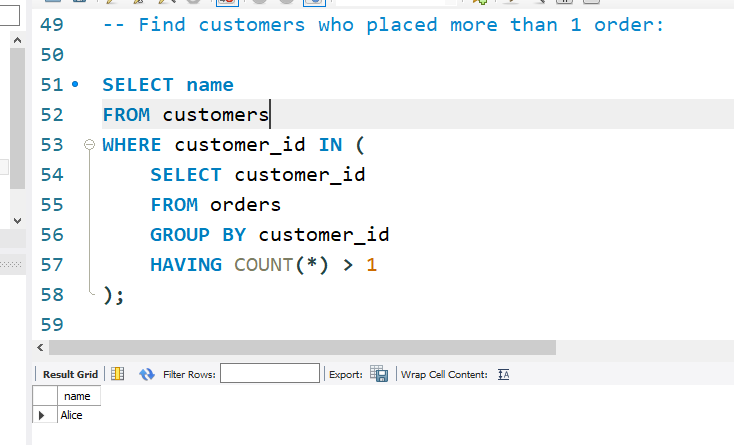 49 -- Find customers who placed more than 1 order:
50
51 SELECT name
52 FROM customers
53 WHERE customer_id IN (
54 SELECT customer_id
55 FROM orders
56 GROUP BY customer_id
57 HAVING COUNT(*) > 1
58 );
59
Result Grid Filter Rows: Export: Wrap Cell Content:
name
Alice